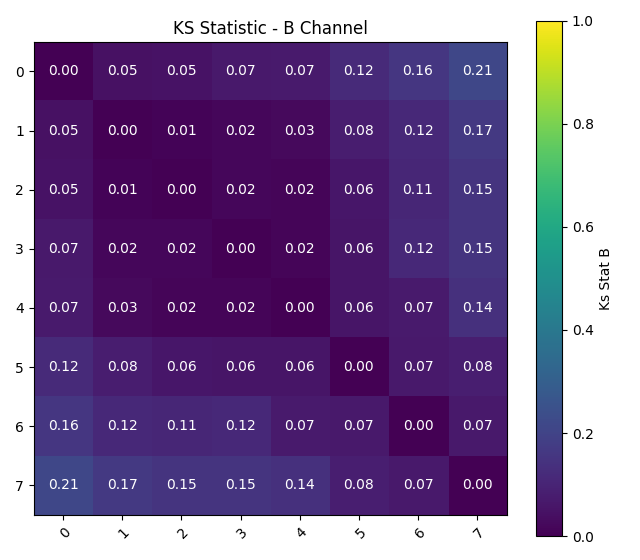 KS Statistic - B Channel
0 0.00 0.05 0.05 0.07 0.07 0.12 0.16 0.21
1 0.05 0.00 0.01 0.02 0.03 0.08 0.12 0.17
2 0.05 0.01 0.00 0.02 0.02 0.06 0.11 0.15
3 0.07 0.02 0.02 0.00 0.02 0.06 0.12 0.15
4 0.07 0.03 0.02 0.02 0.00 0.06 0.07 0.14
5 0.12 0.08 0.06 0.06 0.06 0.00 0.07 0.08
6 0.16 0.12 0.11 0.12 0.07 0.07 0.00 0.07
7 0.21 0.17 0.15 0.15 0.14 0.08 0.07 0.00
0 1 2 3 4 5 6 7
1.0
0.8
0.6
0.4
0.2
0.0
Ks Stat B